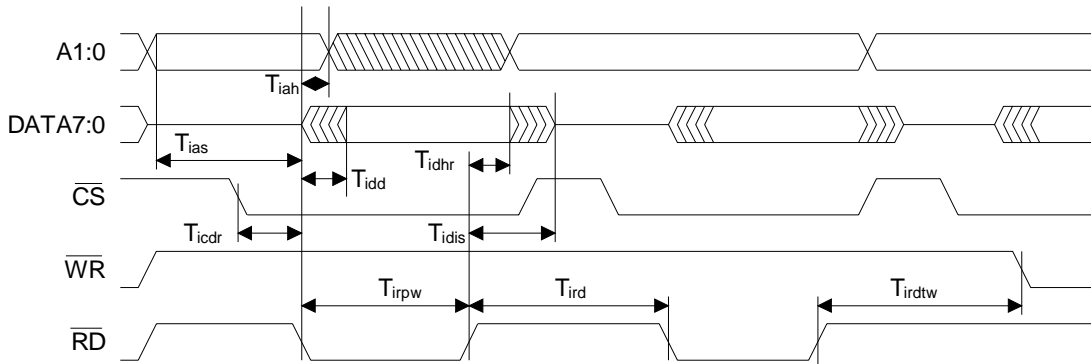 A1:0
Tiah
DATA7:0
Tias
Tidd
Tidhr
CS
Ticdr
Tidis
WR
Tirpw
Tird
Tirdtw
RD